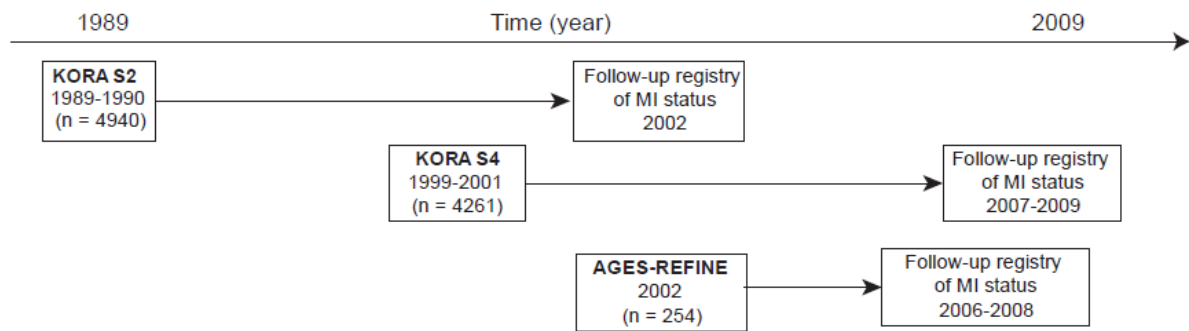 1989 Time (year) 2009
KORA S2
1989-1990
(n = 4940)
Follow-up registry
of MI status
2002
KORA S4
1999-2001
(n = 4261)
Follow-up registry
of MI status
2007-2009
AGES-REFINE
2002
(n = 254)
Follow-up registry
of MI status
2006-2008